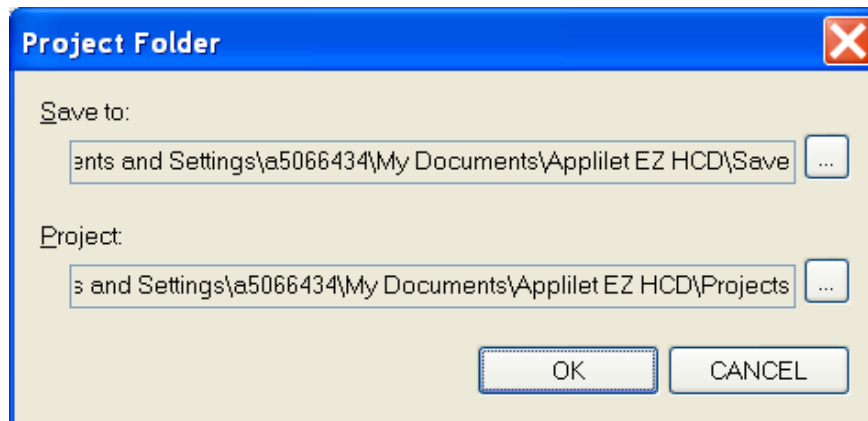 Project Folder
Save to:
ents and Settings\a5066434\My Documents\Applilet EZ HCD\Save
...
Project:
s and Settings\a5066434\My Documents\Applilet EZ HCD\Projects
...
OK CANCEL